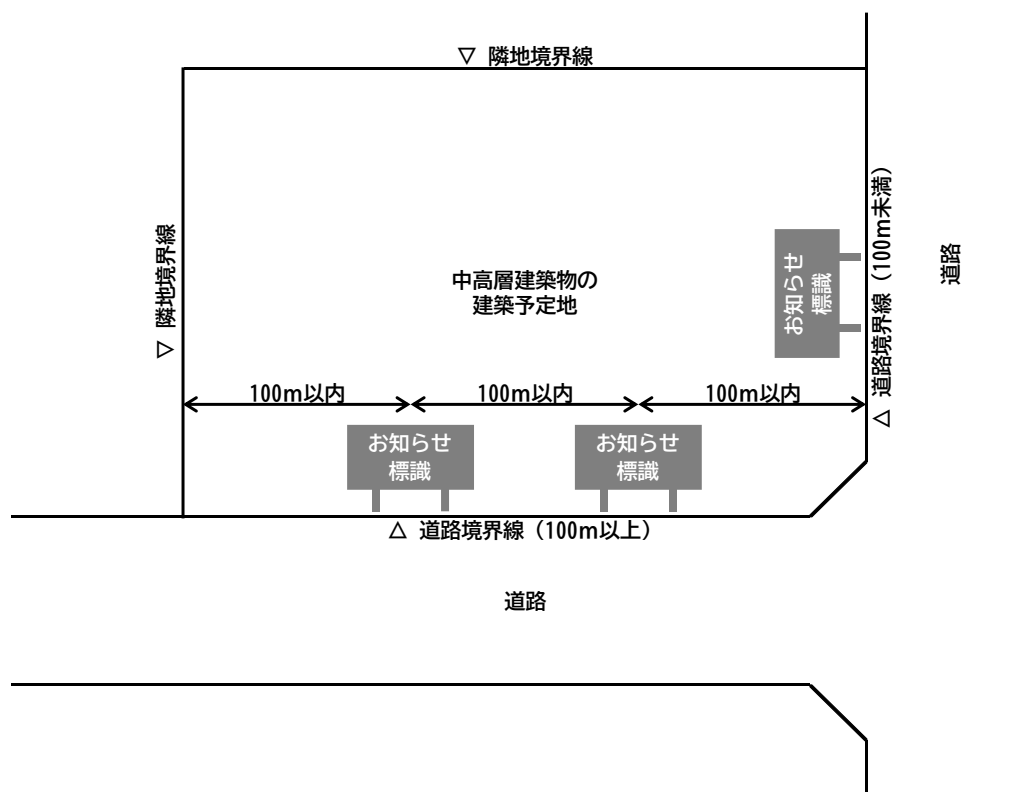 ▽ 隣地境界線
▽ 隣地境界線
中高層建築物の
建築予定地
お知らせ
標識
△ 道路境界線（100m未満）
道路
100m以内
100m以内
100m以内
お知らせ
標識
お知らせ
標識
△ 道路境界線（100m以上）
道路